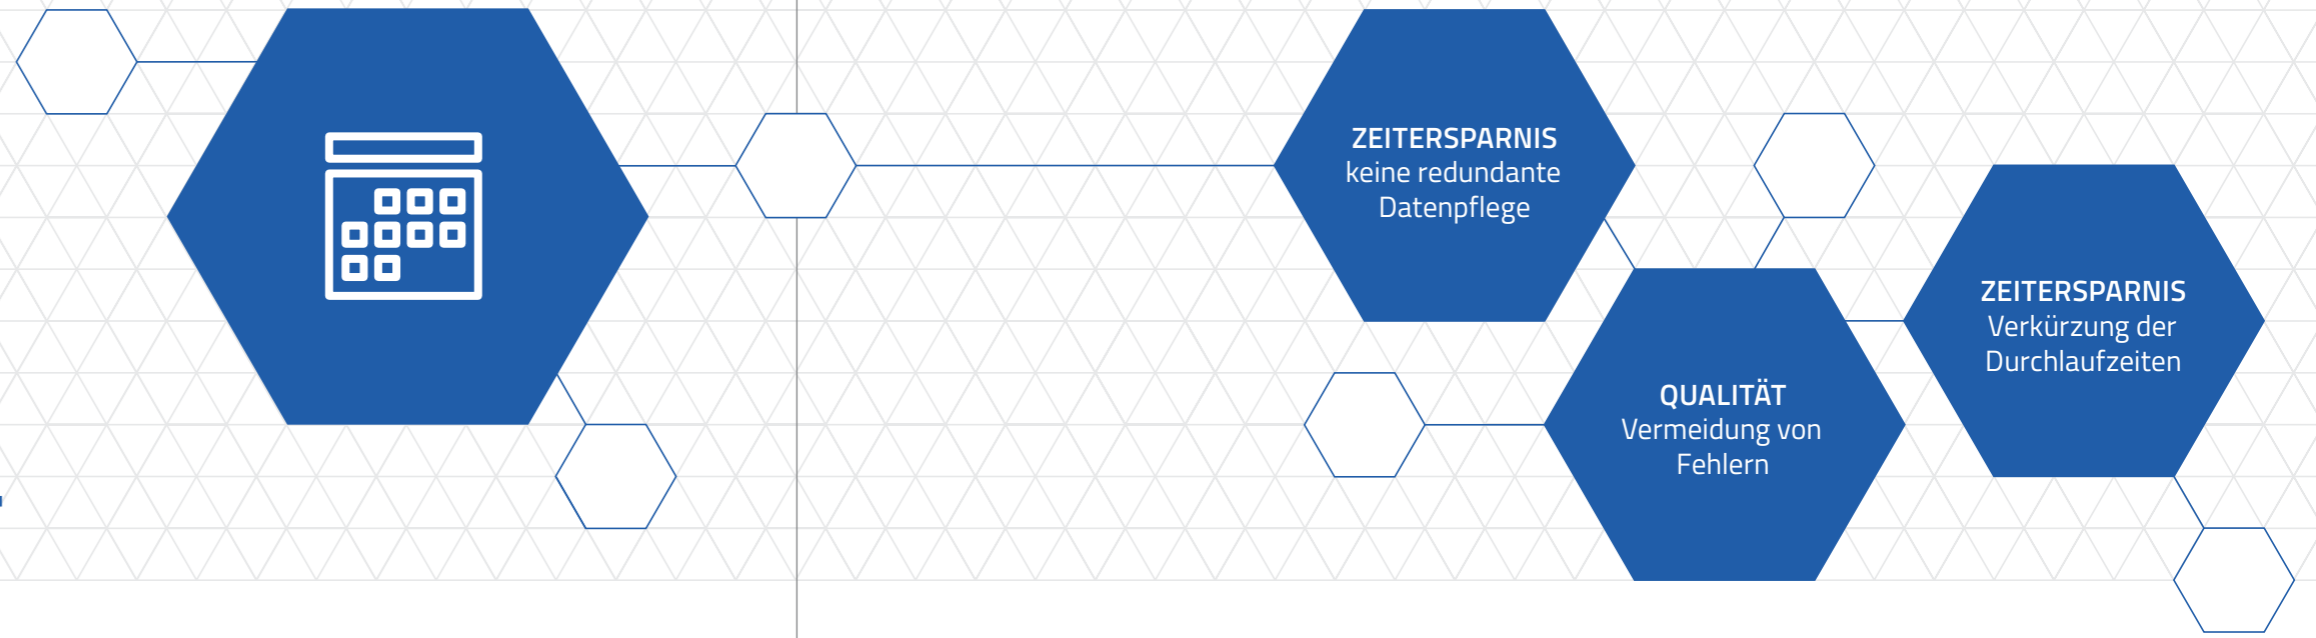 ZEITERSPARNIS
keine redundante
Datenpflege
QUALITÄT
Vermeidung von
Fehlern
ZEITERSPARNIS
Verkürzung der
Durchlaufzeiten